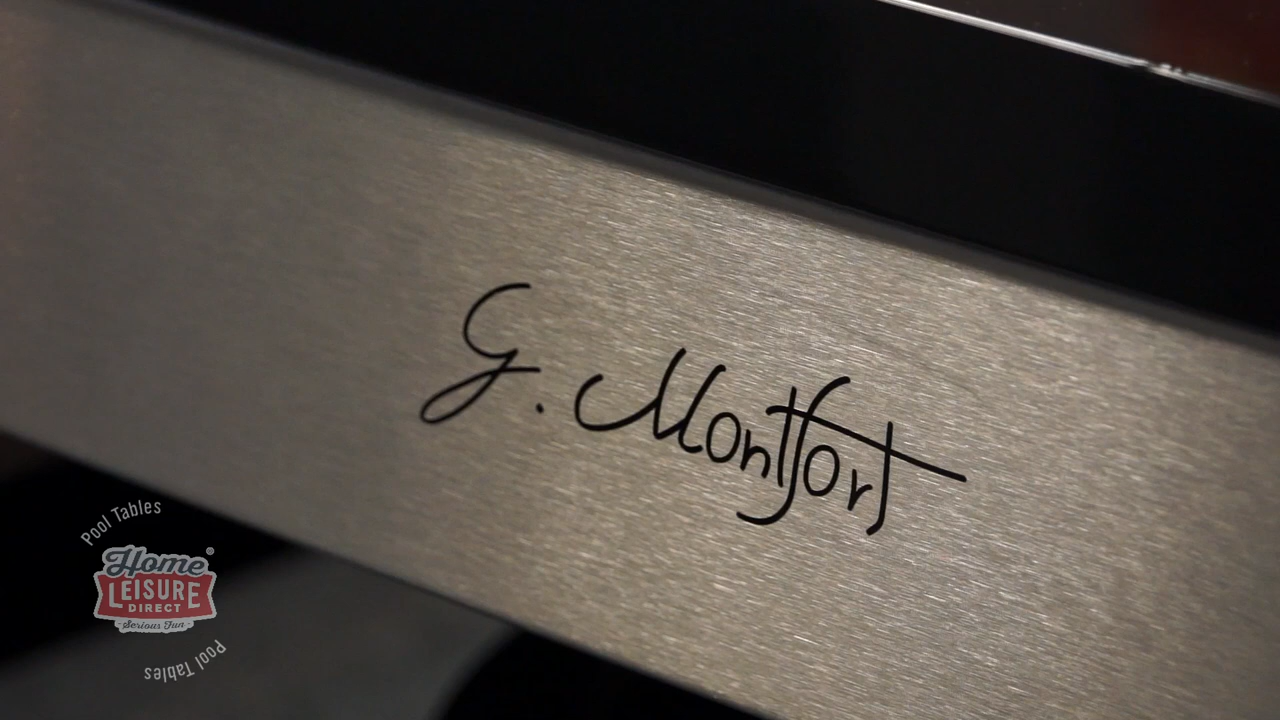 G. Montfort
Pool Tables
Home®
LEISURE
DIRECT
- Serious Fun -
Pool Tables